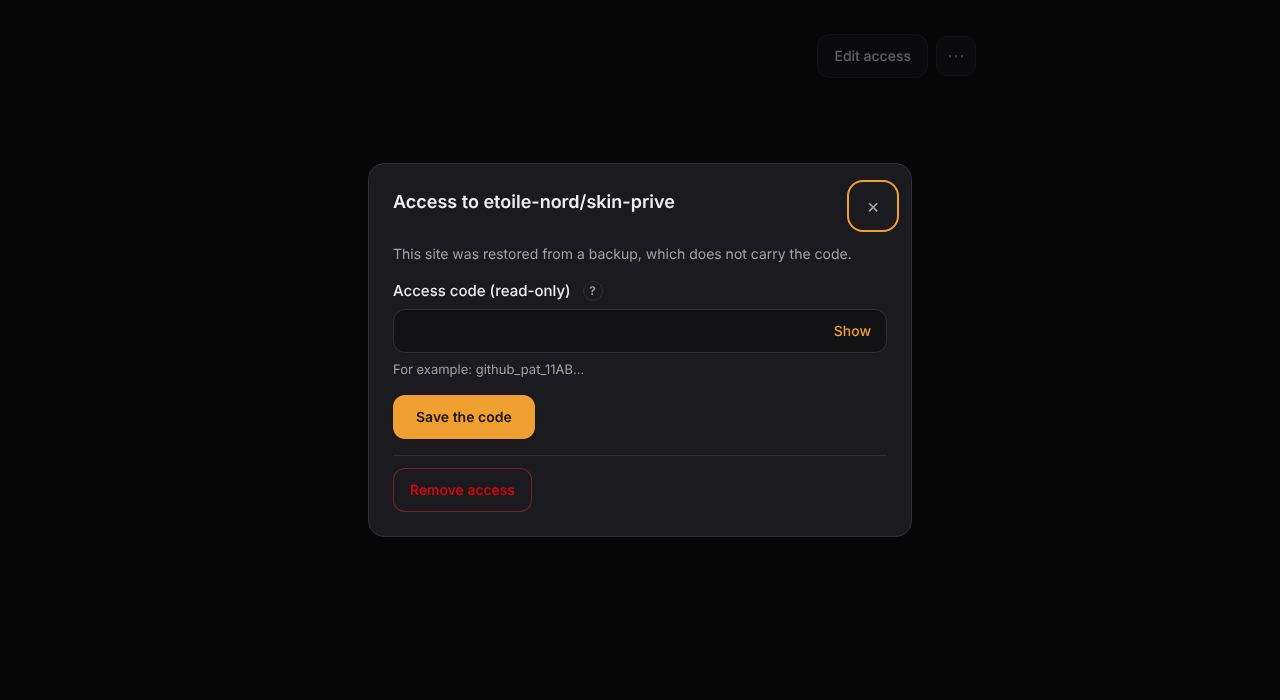 Edit access
···
Access to etoile-nord/skin-prive
×
This site was restored from a backup, which does not carry the code.
Access code (read-only) ?
Show
For example: github_pat_11AB…
Save the code
Remove access